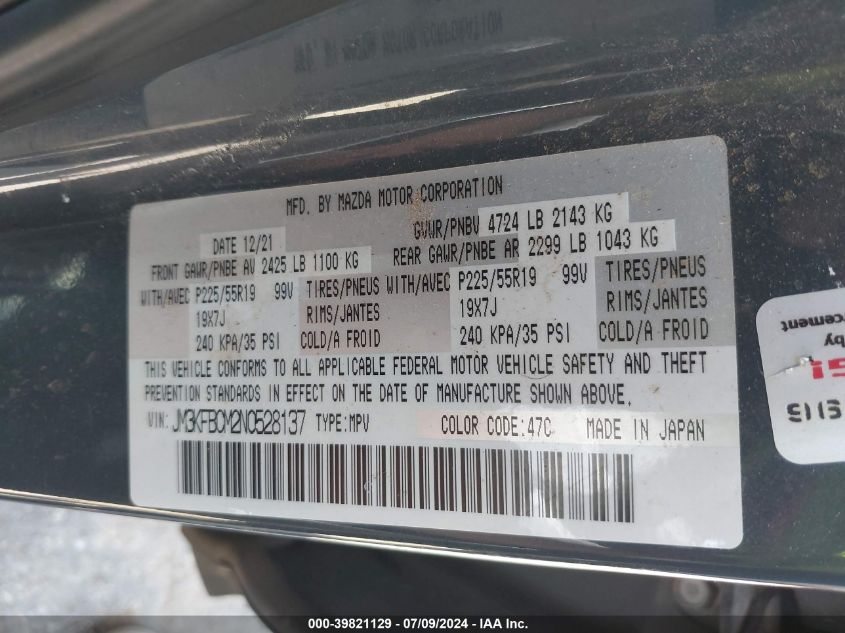 MFD. BY MAZDA MOTOR CORPORATION
DATE 12/21 GVWR/PNBV 4724 LB 2143 KG
FRONT GAWR/PNBE AV 2425 LB 1100 KG REAR GAWR/PNBE AR 2299 LB 1043 KG
WITH/AVEC P225/55R19 99V TIRES/PNEUS WITH/AVEC P225/55R19 99V TIRES/PNEUS
19X7J RIMS/JANTES 19X7J RIMS/JANTES
240 KPA/35 PSI COLD/A FROID 240 KPA/35 PSI COLD/A FROID
THIS VEHICLE CONFORMS TO ALL APPLICABLE FEDERAL MOTOR VEHICLE SAFETY AND THEFT
PREVENTION STANDARDS IN EFFECT ON THE DATE OF MANUFACTURE SHOWN ABOVE.
VIN: JM3KFBCM2N0528137 TYPE:MPV COLOR CODE:47C MADE IN JAPAN
000-39821129 - 07/09/2024 - IAA Inc.